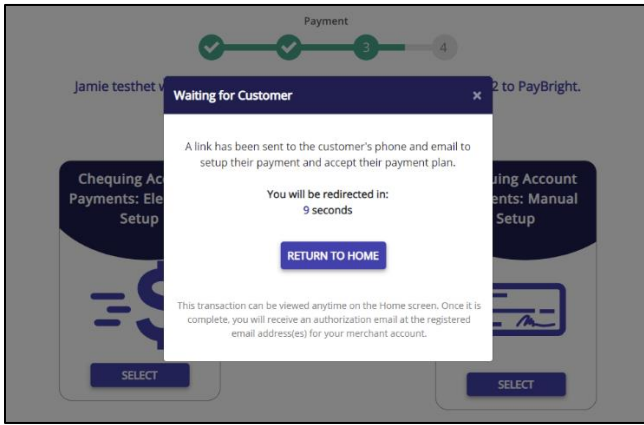 Payment
3
4
Jamie testhet
2 to PayBright.
Waiting for Customer ×
A link has been sent to the customer's phone and email to
setup their payment and accept their payment plan.
You will be redirected in:
9 seconds
RETURN TO HOME
This transaction can be viewed anytime on the Home screen. Once it is
complete, you will receive an authorization email at the registered
email address(es) for your merchant account.
Chequing
Payments:
Setup
$
SELECT
Account
Manual
Setup
SELECT